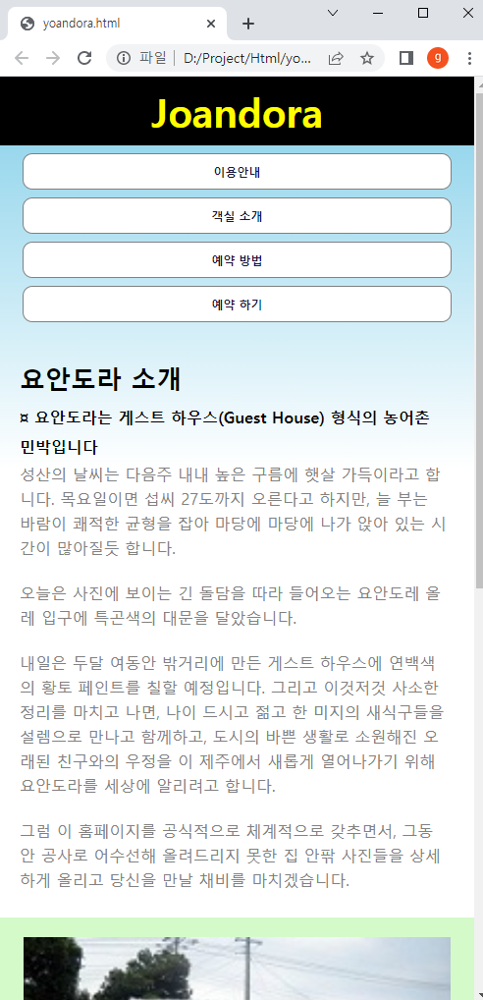 yoandora.html
파일 | D:/Project/Html/yo...
g
Joandora
이용안내
객실 소개
예약 방법
예약 하기
요안도라 소개
¤ 요안도라는 게스트 하우스(Guest House) 형식의 농어촌
민박입니다
성산의 날씨는 다음주 내내 높은 구름에 햇살 가득이라고 합
니다. 목요일이면 섭씨 27도까지 오른다고 하지만, 늘 부는
바람이 쾌적한 균형을 잡아 마당에 마당에 나가 앉아 있는 시
간이 많아질듯 합니다.
오늘은 사진에 보이는 긴 돌담을 따라 들어오는 요안도레 올
레 입구에 특곤색의 대문을 달았습니다.
내일은 두달 여동안 밖거리에 만든 게스트 하우스에 연백색
의 황토 페인트를 칠할 예정입니다. 그리고 이것저것 사소한
정리를 마치고 나면, 나이 드시고 젊고 한 미지의 새식구들을
설렘으로 만나고 함께하고, 도시의 바쁜 생활로 소원해진 오
래된 친구와의 우정을 이 제주에서 새롭게 열어나가기 위해
요안도라를 세상에 알리려고 합니다.
그럼 이 홈페이지를 공식적으로 체계적으로 갖추면서, 그동
안 공사로 어수선해 올려드리지 못한 집 안팎 사진들을 상세
하게 올리고 당신을 만날 채비를 마치겠습니다.